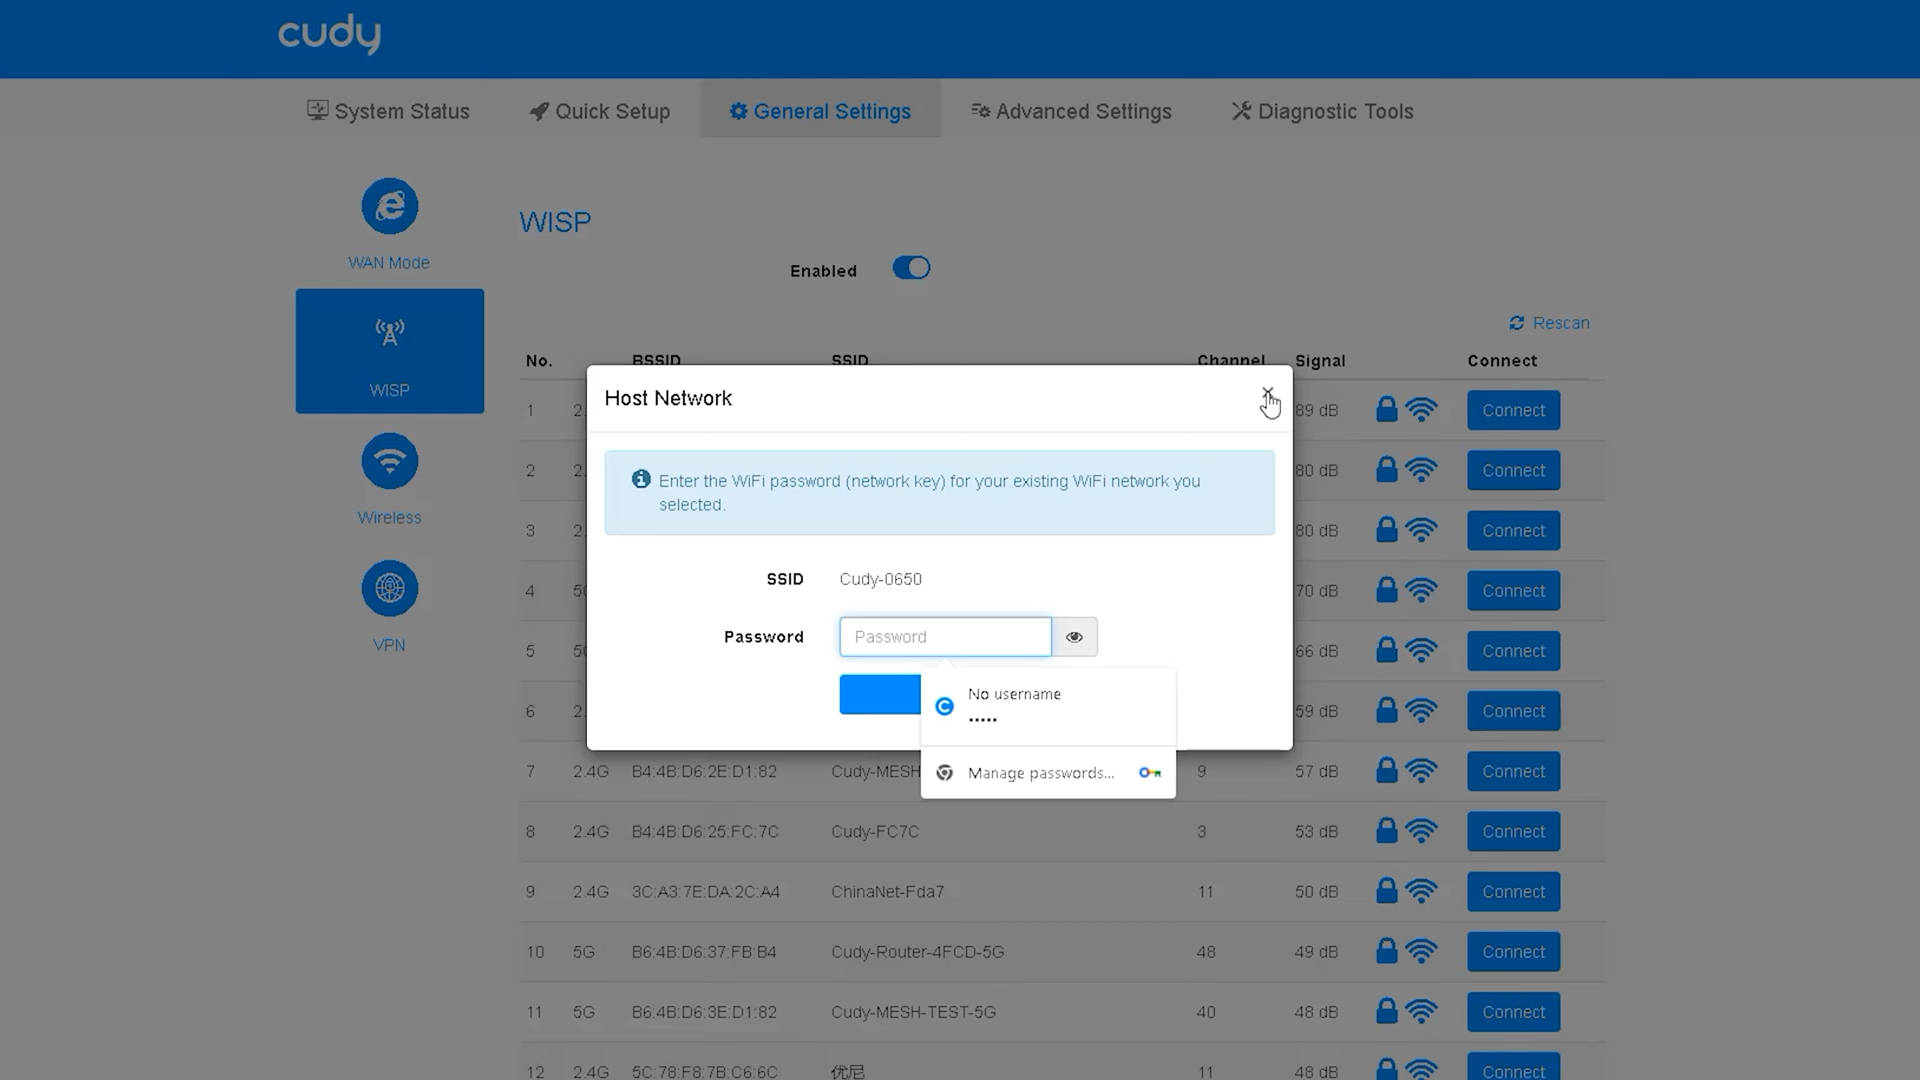 cudy
System Status Quick Setup General Settings Advanced Settings Diagnostic Tools
WAN Mode
WISP
Wireless
VPN
WISP
Enabled
Rescan
No. BSSID SSID Channel Signal Connect
1 2. 89 dB Connect
2 2. 80 dB Connect
3 2. 80 dB Connect
4 5G 70 dB Connect
5 5G 66 dB Connect
6 2. 59 dB Connect
Host Network
Enter the WiFi password (network key) for your existing WiFi network you
selected.
SSID Cudy-0650
Password Password
No username
•••••
Manage passwords...
7 2.4G B4:4B:D6:2E:D1:82 Cudy-MESH 9 57 dB Connect
8 2.4G B4:4B:D6:25:FC:7C Cudy-FC7C 3 53 dB Connect
9 2.4G 3C:A3:7E:DA:2C:A4 ChinaNet-Fda7 11 50 dB Connect
10 5G B6:4B:D6:37:FB:B4 Cudy-Router-4FCD-5G 48 49 dB Connect
11 5G B6:4B:D6:3E:D1:82 Cudy-MESH-TEST-5G 40 48 dB Connect
12 2.4G 5C:78:F8:7B:C6:6C 优尼 11 48 dB Connect